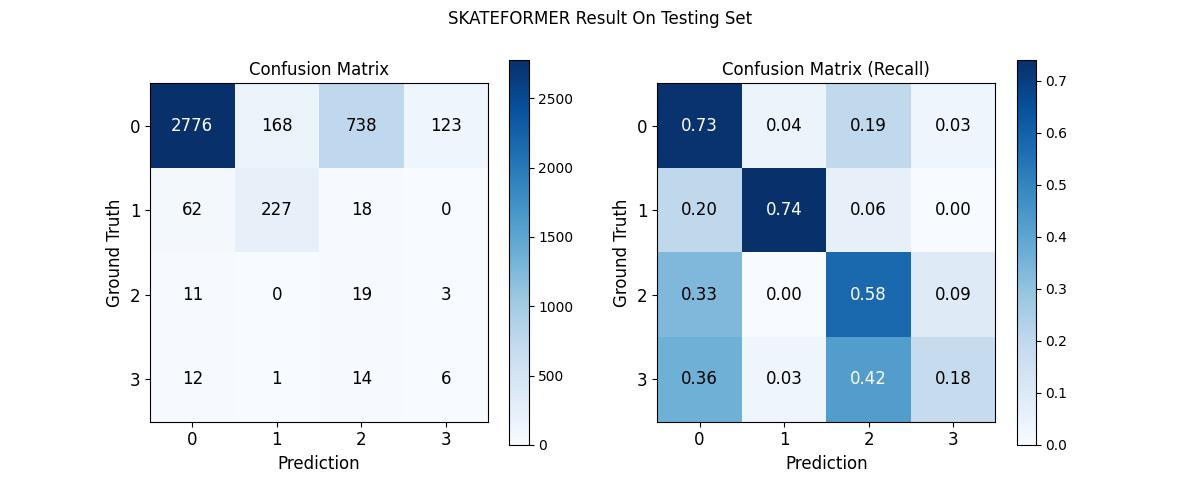 SKATEFORMER Result On Testing Set
Confusion Matrix
Ground Truth
0 2776 168 738 123
1 62 227 18 0
2 11 0 19 3
3 12 1 14 6
0 1 2 3
Prediction
2500
2000
1500
1000
500
0
Confusion Matrix (Recall)
Ground Truth
0 0.73 0.04 0.19 0.03
1 0.20 0.74 0.06 0.00
2 0.33 0.00 0.58 0.09
3 0.36 0.03 0.42 0.18
0 1 2 3
Prediction
0.7
0.6
0.5
0.4
0.3
0.2
0.1
0.0